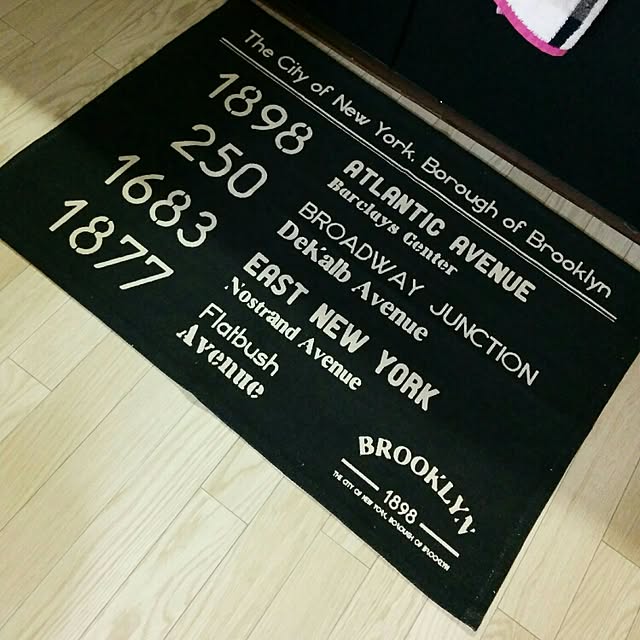 The City of New York, Borough of Brooklyn
1898
250
1683
1877
ATLANTIC AVENUE
Barclays Center
BROADWAY JUNCTION
DeKalb Avenue
EAST NEW YORK
Nostrand Avenue
Flatbush
Avenue
BROOKLYN
1898
THE CITY OF NEW YORK, BOROUGH OF BROOKLYN